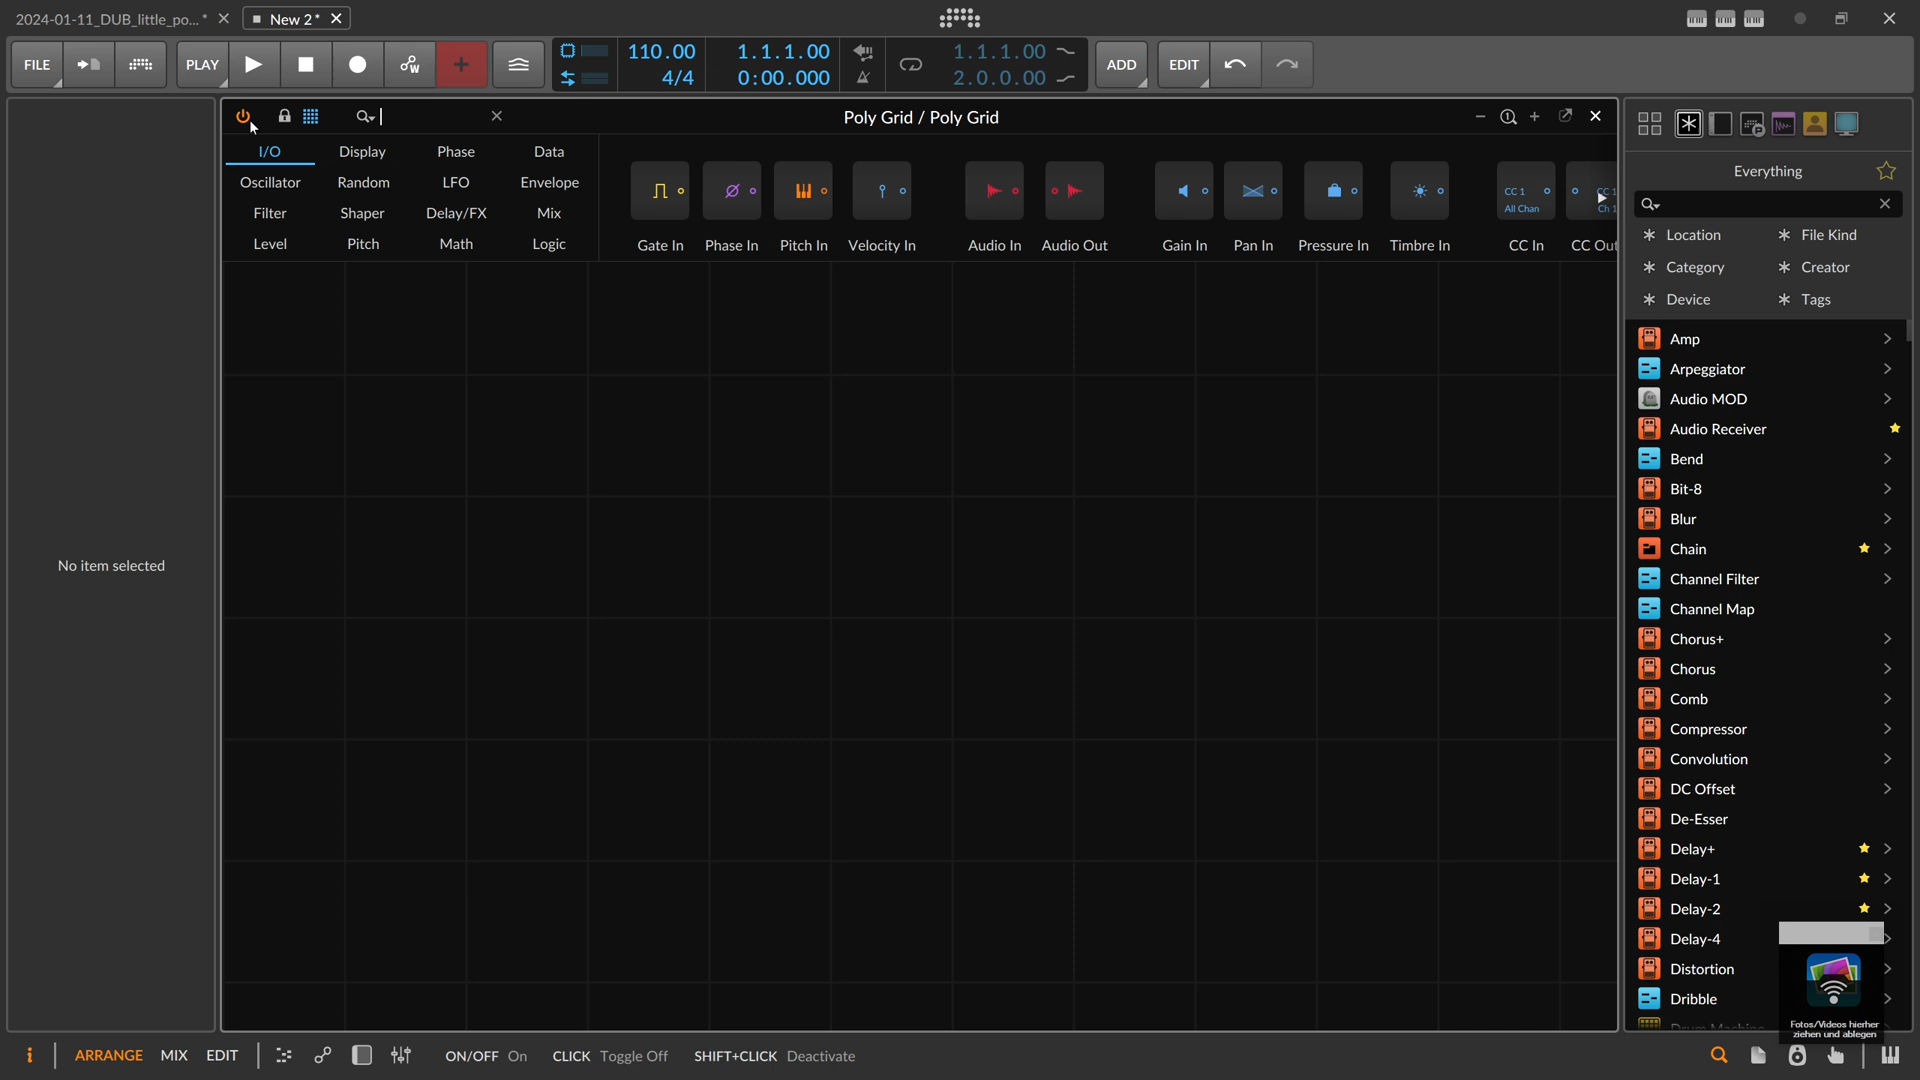 2024-01-11_DUB_little_po... *
New 2 *
FILE
PLAY
110.00
4/4
1.1.1.00
0:00.000
1.1.1.00
2.0.0.00
ADD
EDIT
Poly Grid / Poly Grid
I/O Display Phase Data
Oscillator Random LFO Envelope
Filter Shaper Delay/FX Mix
Level Pitch Math Logic
CC 1
All Chan
CC 1
Ch 1
Gate In Phase In Pitch In Velocity In Audio In Audio Out Gain In Pan In Pressure In Timbre In CC In CC Out
Everything
Location File Kind
Category Creator
Device Tags
Amp
Arpeggiator
Audio MOD
Audio Receiver
Bend
Bit-8
Blur
Chain
Channel Filter
Channel Map
Chorus+
Chorus
Comb
Compressor
Convolution
DC Offset
De-Esser
Delay+
Delay-1
Delay-2
Delay-4
Distortion
Dribble
Drum Machine
Fotos/Videos hierher
ziehen und ablegen
No item selected
i ARRANGE MIX EDIT ON/OFF On CLICK Toggle Off SHIFT+CLICK Deactivate